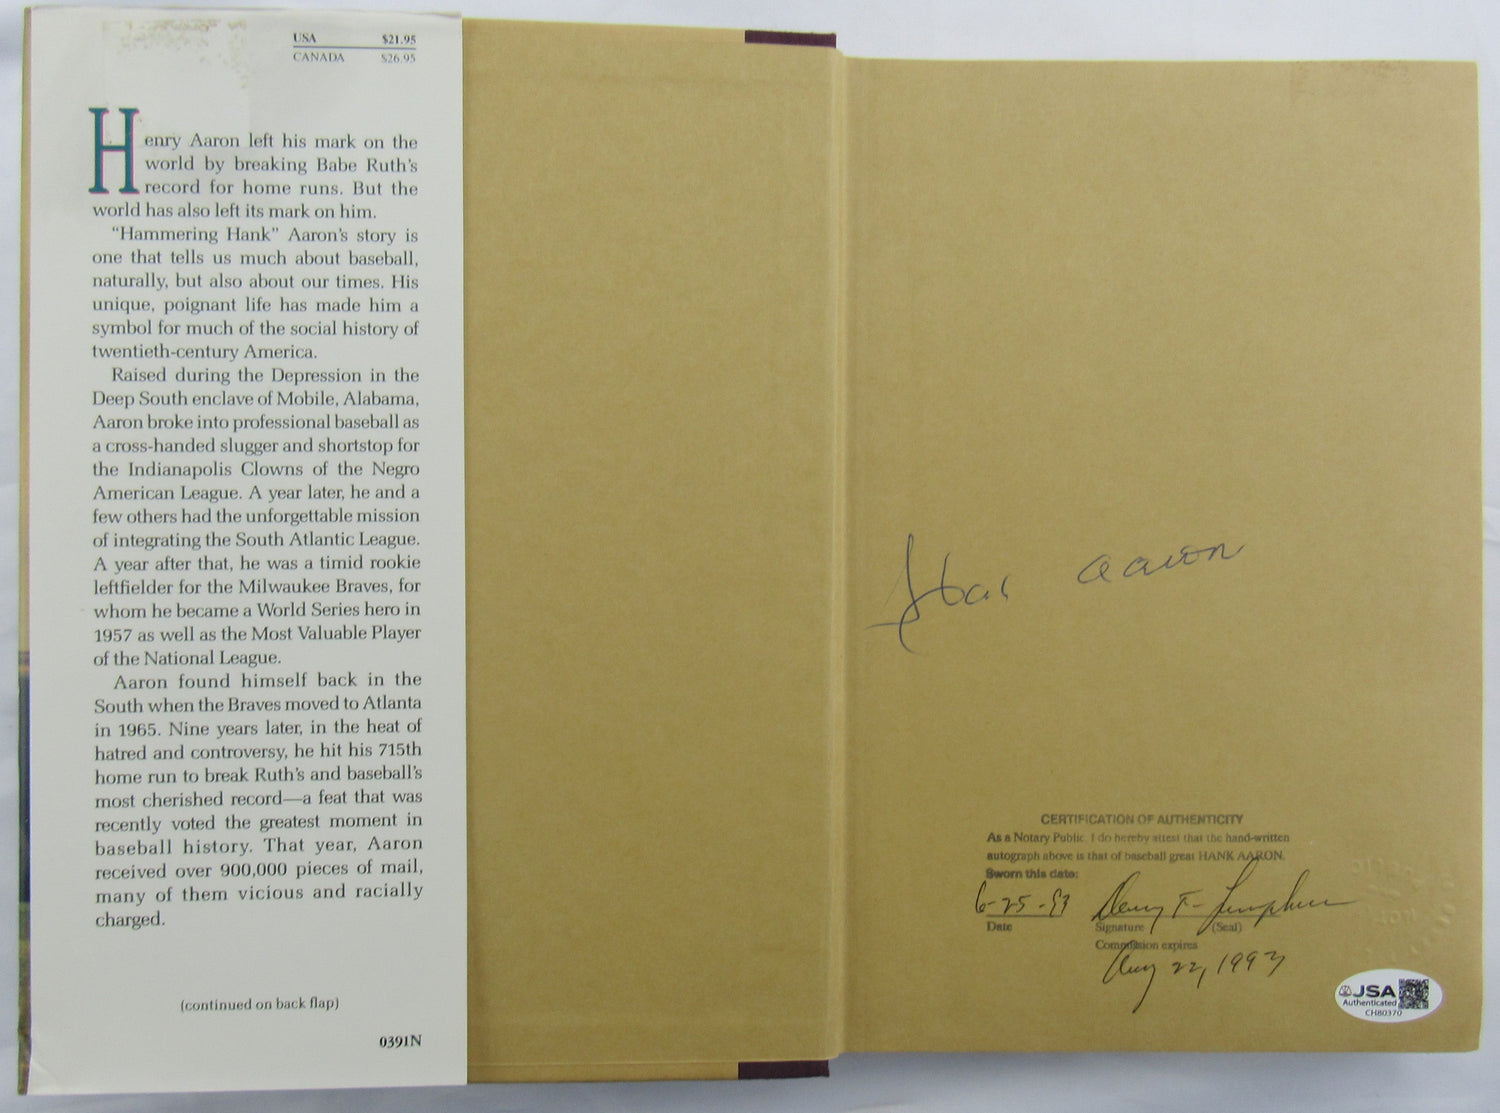 USA $21.95
CANADA $26.95
Henry Aaron left his mark on the
world by breaking Babe Ruth's
record for home runs. But the
world has also left its mark on him.
"Hammering Hank" Aaron's story is
one that tells us much about baseball,
naturally, but also about our times. His
unique, poignant life has made him a
symbol for much of the social history of
twentieth-century America.
Raised during the Depression in the
Deep South enclave of Mobile, Alabama,
Aaron broke into professional baseball as
a cross-handed slugger and shortstop for
the Indianapolis Clowns of the Negro
American League. A year later, he and a
few others had the unforgettable mission
of integrating the South Atlantic League.
A year after that, he was a timid rookie
leftfielder for the Milwaukee Braves, for
whom he became a World Series hero in
1957 as well as the Most Valuable Player
of the National League.
Aaron found himself back in the
South when the Braves moved to Atlanta
in 1965. Nine years later, in the heat of
hatred and controversy, he hit his 715th
home run to break Ruth's and baseball's
most cherished record—a feat that was
recently voted the greatest moment in
baseball history. That year, Aaron
received over 900,000 pieces of mail,
many of them vicious and racially
charged.
(continued on back flap)
0391N
Aaron
CERTIFICATION OF AUTHENTICITY
As a Notary Public, I do hereby attest that the hand-written
autograph above is that of baseball great HANK AARON.
Sworn this date:
6-25-93
Date Signature (Seal)
Commission expires
Aug 22, 1993
JSA
Authenticated
CH80370